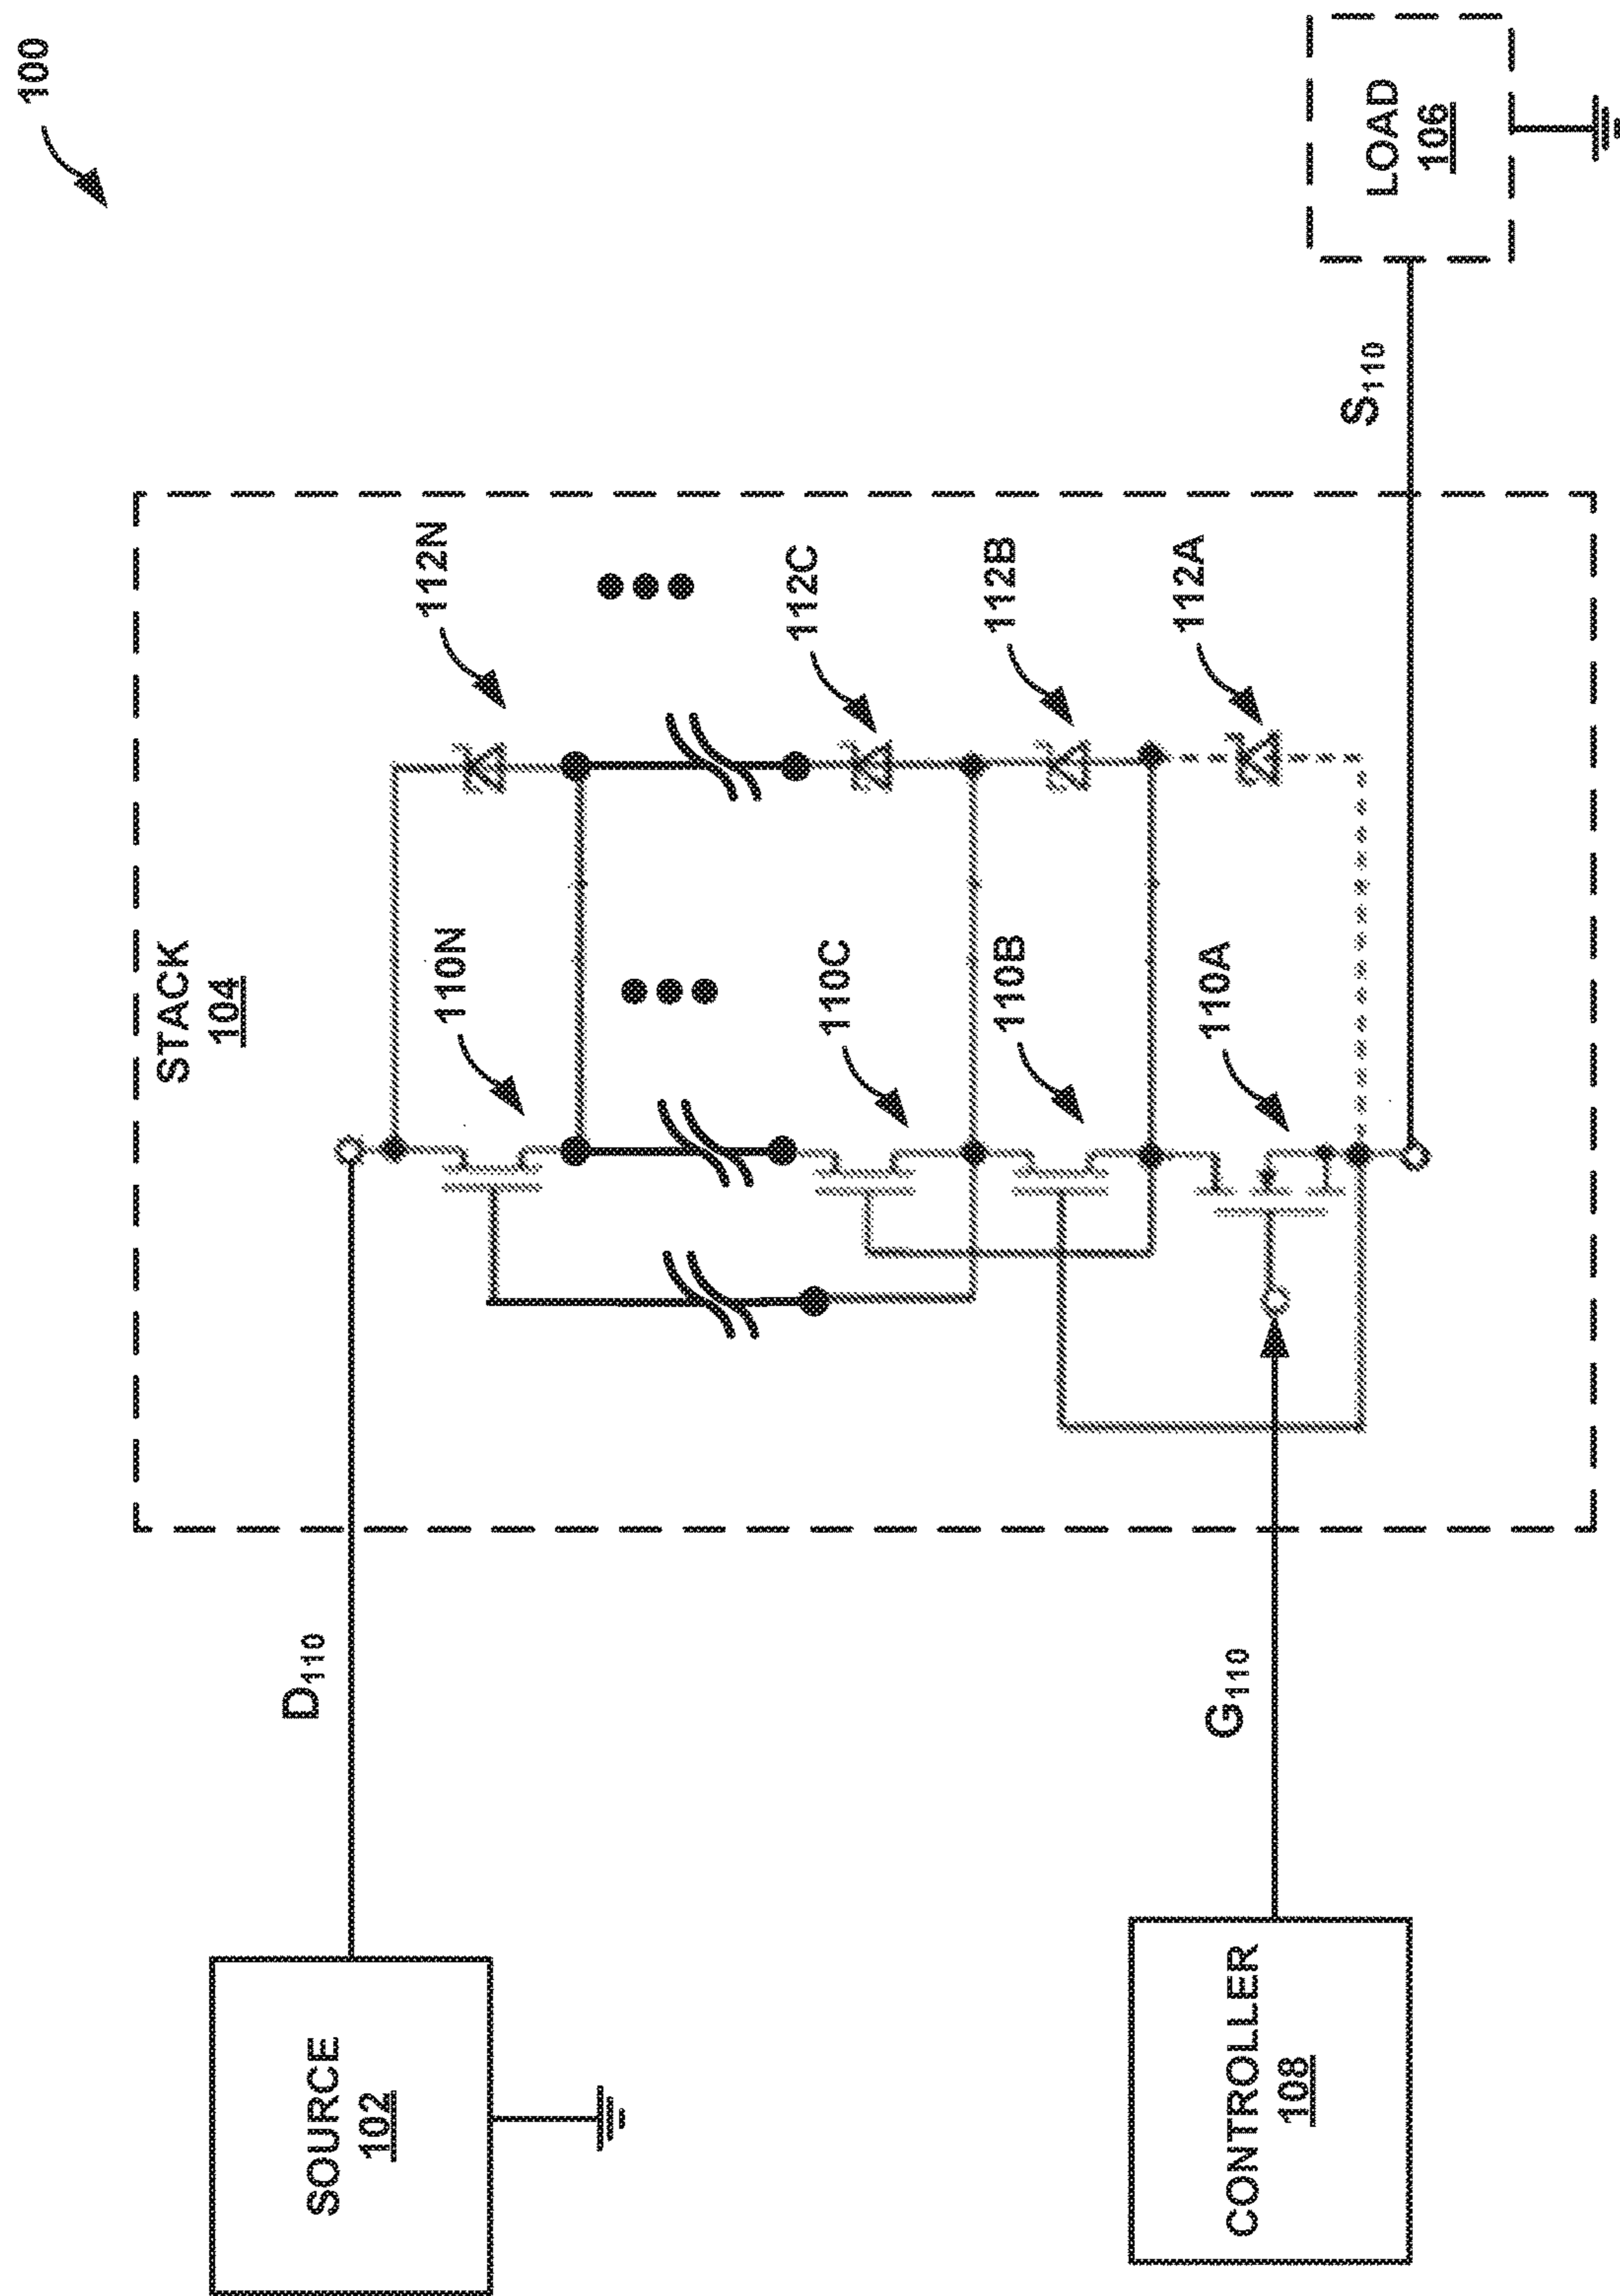 100
STACK
104
112N
112C
112B
112A
110N
110C
110B
110A
D110
G110
S110
SOURCE
102
CONTROLLER
108
LOAD
106